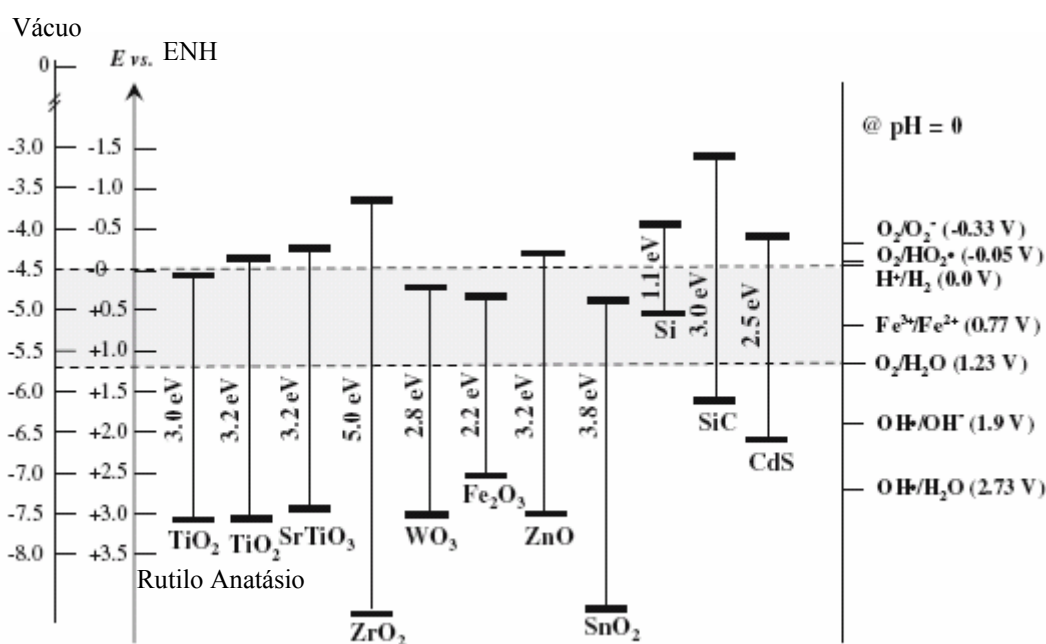 Vácuo
E vs. ENH
0
-3.0
-3.5
-4.0
-4.5
-5.0
-5.5
-6.0
-6.5
-7.0
-7.5
-8.0
-1.5
-1.0
-0.5
-0
+0.5
+1.0
+1.5
+2.0
+2.5
+3.0
+3.5
3.0 eV
TiO₂
Rutilo
3.2 eV
TiO₂
Anatásio
3.2 eV
SrTiO₃
5.0 eV
ZrO₂
2.8 eV
WO₃
2.2 eV
Fe₂O₃
3.2 eV
ZnO
3.8 eV
SnO₂
1.1 eV
Si
3.0 eV
SiC
2.5 eV
CdS
@ pH = 0
O₂/O₂⁻ (-0.33 V)
O₂/HO₂• (-0.05 V)
H⁺/H₂ (0.0 V)
Fe³⁺/Fe²⁺ (0.77 V)
O₂/H₂O (1.23 V)
OH•/OH⁻ (1.9 V)
OH•/H₂O (2.73 V)